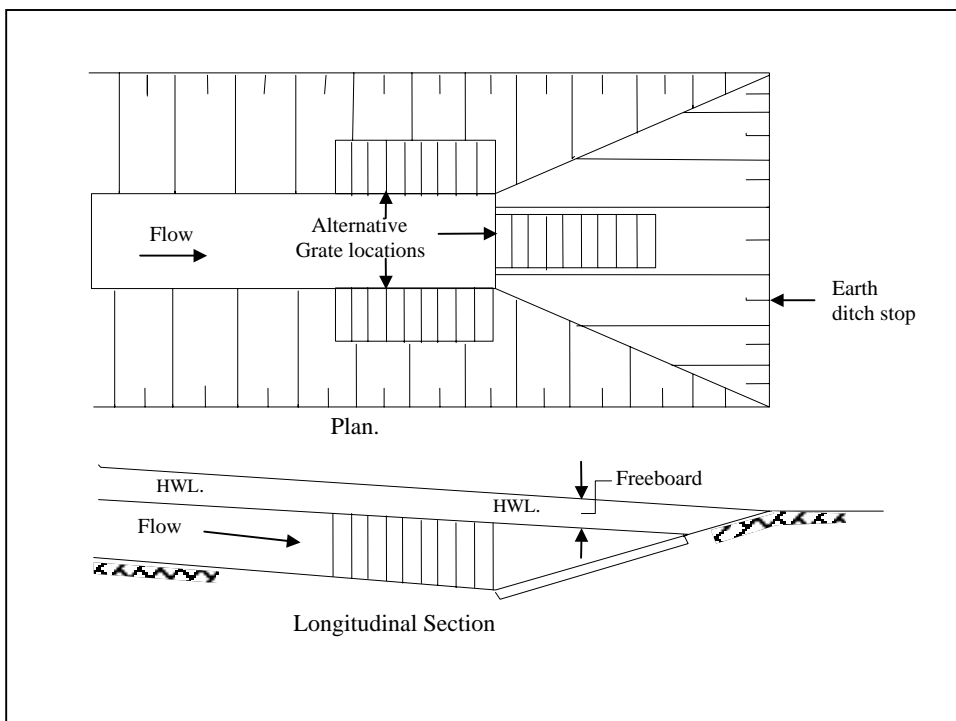 Flow
Alternative
Grate locations
Earth
ditch stop
Plan.
HWL.
Freeboard
HWL.
Flow
Longitudinal Section